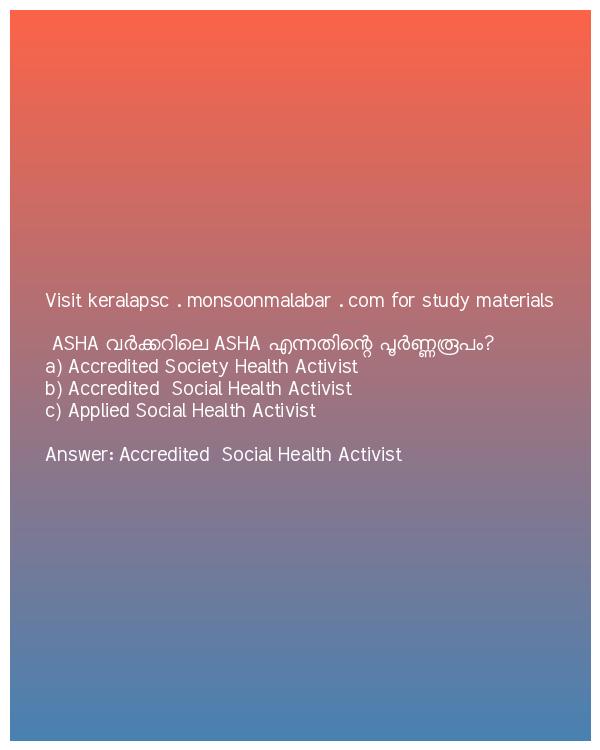 Visit keralapsc . monsoonmalabar . com for study materials
ASHA വർക്കറിലെ ASHA എന്നതിന്റെ പൂർണ്ണരൂപം?
a) Accredited Society Health Activist
b) Accredited  Social Health Activist
c) Applied Social Health Activist
Answer: Accredited  Social Health Activist